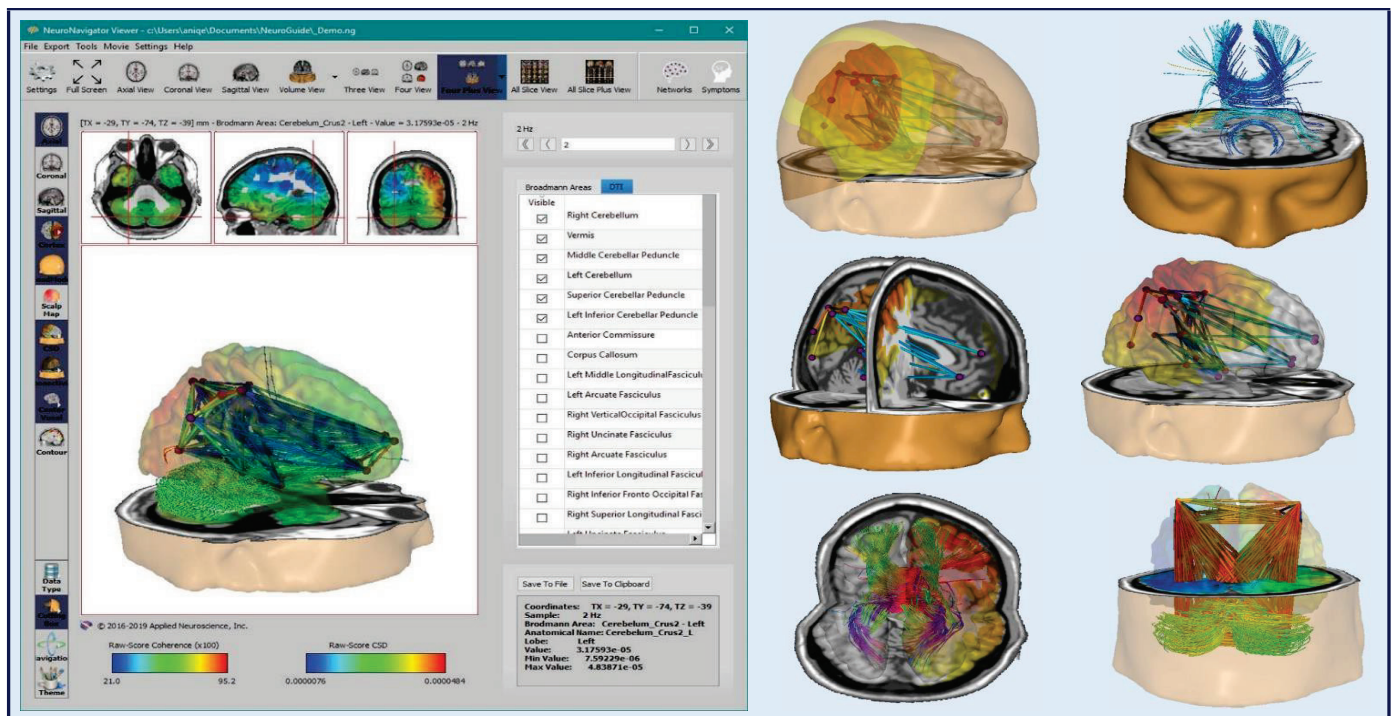 NeuroNavigator Viewer - c:\Users\aniqe\Documents\NeuroGuide\_Demo.ng
File Export Tools Movie Settings Help
Settings Full Screen Axial View Coronal View Sagittal View Volume View Three View Four View Four Plus View All Slice View All Slice Plus View Networks Symptoms
[TX = -29, TY = -74, TZ = -39] mm - Brodmann Area: Cerebelum_Crus2 - Left - Value = 3.17593e-05 - 2 Hz
Axial
Coronal
Sagittal
Cortex
Scalp
Map
CSD
Contour
Data
Type
Theme
2 Hz
2
Broadmann Areas DTI
Visible
Right Cerebellum
Vermis
Middle Cerebellar Peduncle
Left Cerebellum
Superior Cerebellar Peduncle
Left Inferior Cerebellar Peduncle
Anterior Commissure
Corpus Callosum
Left Middle LongitudinalFascicul
Left Arcuate Fasciculus
Right VerticalOccipital Fasciculus
Right Uncinate Fasciculus
Right Arcuate Fasciculus
Left Inferior Longitudinal Fascicul
Right Inferior Fronto Occipital Fas
Right Superior Longitudinal Fasci
Left Uncinate Fasciculus
Save To File Save To Clipboard
Coordinates: TX = -29, TY = -74, TZ = -39
Sample: 2 Hz
Brodmann Area: Cerebelum_Crus2 - Left
Anatomical Name: Cerebelum_Crus2_L
Lobe: Left
Value: 3.17593e-05
Min Value: 7.59229e-06
Max Value: 4.83871e-05
© 2016-2019 Applied Neuroscience, Inc.
Raw-Score Coherence (x100) Raw-Score CSD
21.0 95.2 0.0000076 0.0000484